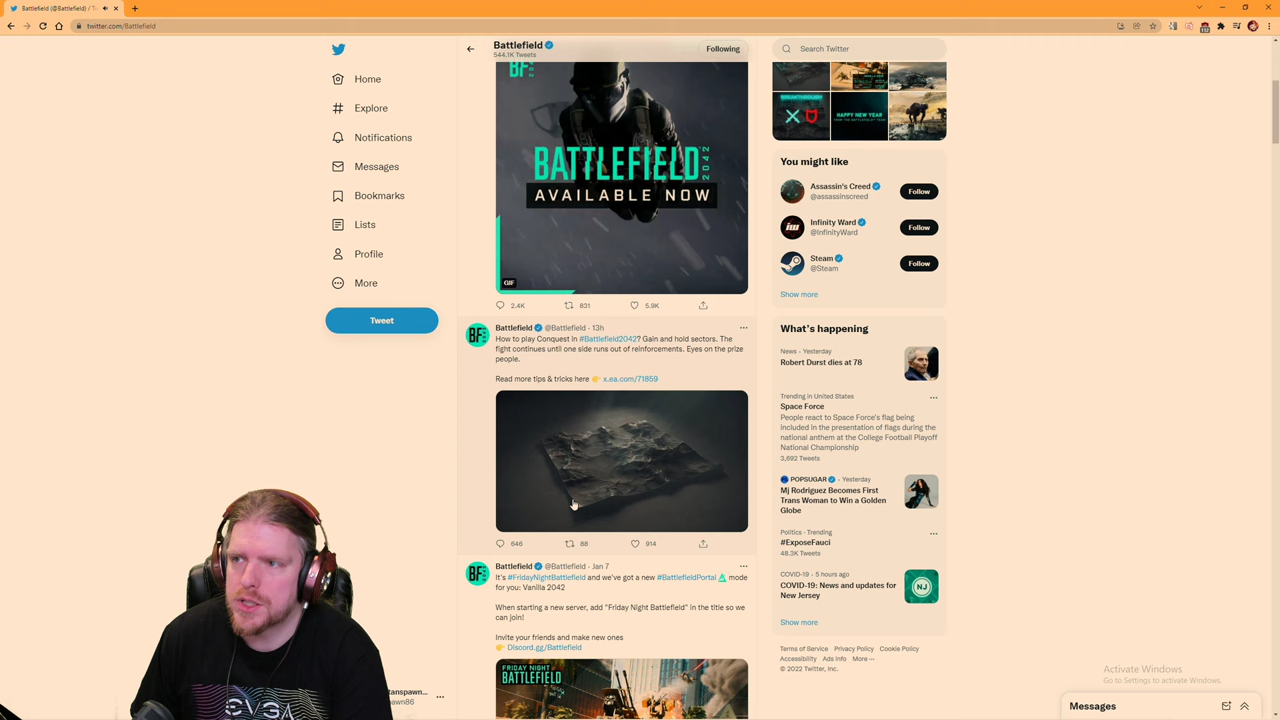 Battlefield (@Battlefield) / Tw
twitter.com/Battlefield
Battlefield
544.1K Tweets
Following
Search Twitter
Home
Explore
Notifications
Messages
Bookmarks
Lists
Profile
More
Tweet
BF 2042
BATTLEFIELD 2042
AVAILABLE NOW
GIF
2.4K 831 5.9K
Battlefield @Battlefield · 13h
How to play Conquest in #Battlefield2042? Gain and hold sectors. The
fight continues until one side runs out of reinforcements. Eyes on the prize
people.
Read more tips & tricks here 👉 x.ea.com/71859
646 88 914
Battlefield @Battlefield · Jan 7
It's #FridayNightBattlefield and we've got a new #BattlefieldPortal mode
for you: Vanilla 2042
When starting a new server, add "Friday Night Battlefield" in the title so we
can join!
Invite your friends and make new ones
👉 Discord.gg/Battlefield
FRIDAY NIGHT
BATTLEFIELD
BREAKTHROUGH
HAPPY NEW YEAR
You might like
Assassin's Creed
@assassinscreed
Follow
Infinity Ward
@InfinityWard
Follow
Steam
@Steam
Follow
Show more
What's happening
News · Yesterday
Robert Durst dies at 78
Trending in United States
Space Force
People react to Space Force's flag being
included in the presentation of flags during the
national anthem at the College Football Playoff
National Championship
3,692 Tweets
POPSUGAR · Yesterday
Mj Rodriguez Becomes First
Trans Woman to Win a Golden
Globe
Politics · Trending
#ExposeFauci
48.3K Tweets
COVID-19 · 5 hours ago
COVID-19: News and updates for
New Jersey
Show more
Terms of Service Privacy Policy Cookie Policy
Accessibility Ads info More ···
© 2022 Twitter, Inc.
Activate Windows
Go to Settings to activate Windows.
Messages
tanspawn...
awn86